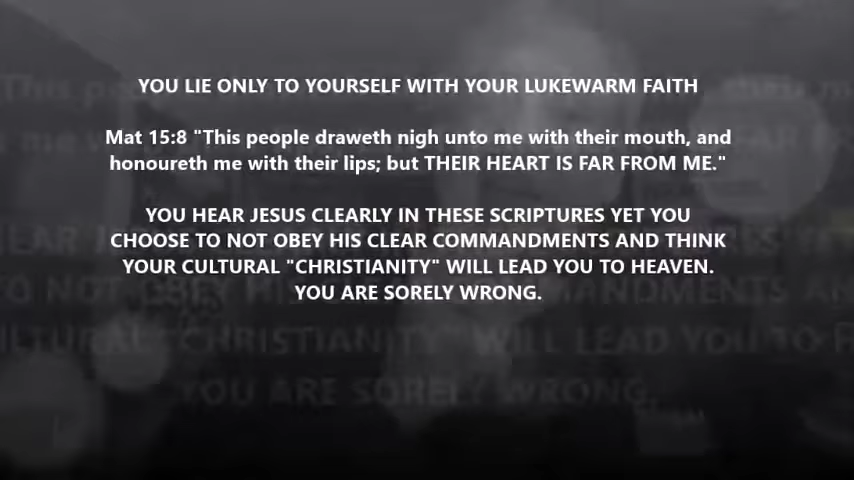 YOU LIE ONLY TO YOURSELF WITH YOUR LUKEWARM FAITH
Mat 15:8 "This people draweth nigh unto me with their mouth, and
honoureth me with their lips; but THEIR HEART IS FAR FROM ME."
YOU HEAR JESUS CLEARLY IN THESE SCRIPTURES YET YOU
CHOOSE TO NOT OBEY HIS CLEAR COMMANDMENTS AND THINK
YOUR CULTURAL "CHRISTIANITY" WILL LEAD YOU TO HEAVEN.
YOU ARE SORELY WRONG.